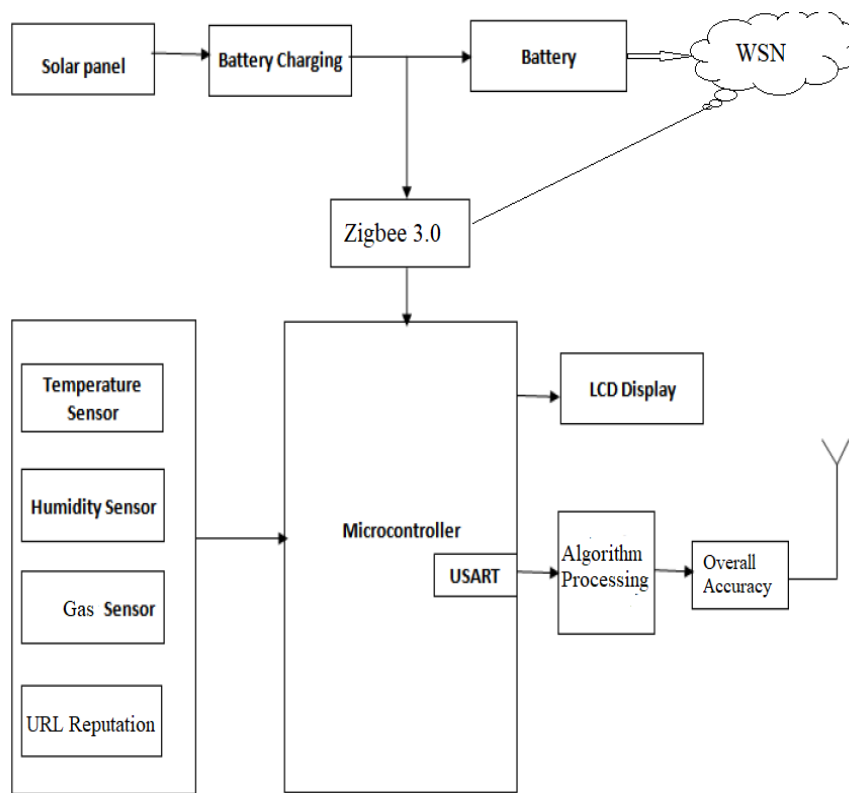 Solar panel
Battery Charging
Battery
WSN
Zigbee 3.0
Temperature
Sensor
Humidity Sensor
Gas Sensor
URL Reputation
Microcontroller
USART
LCD Display
Algorithm
Processing
Overall
Accuracy